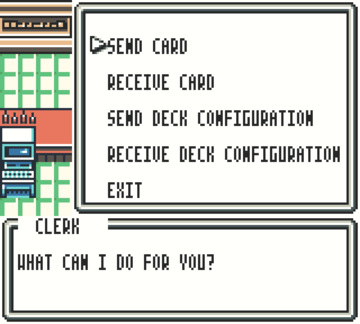 SEND CARD
RECEIVE CARD
SEND DECK CONFIGURATION
RECEIVE DECK CONFIGURATION
EXIT
CLERK
WHAT CAN I DO FOR YOU?